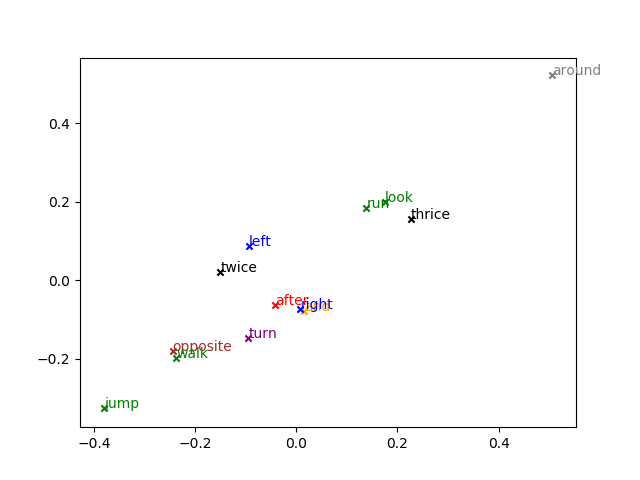 around
0.4
look
run
0.2
thrice
left
twice
0.0
after
right
and
turn
opposite
walk
−0.2
jump
−0.4
−0.2
0.0
0.2
0.4